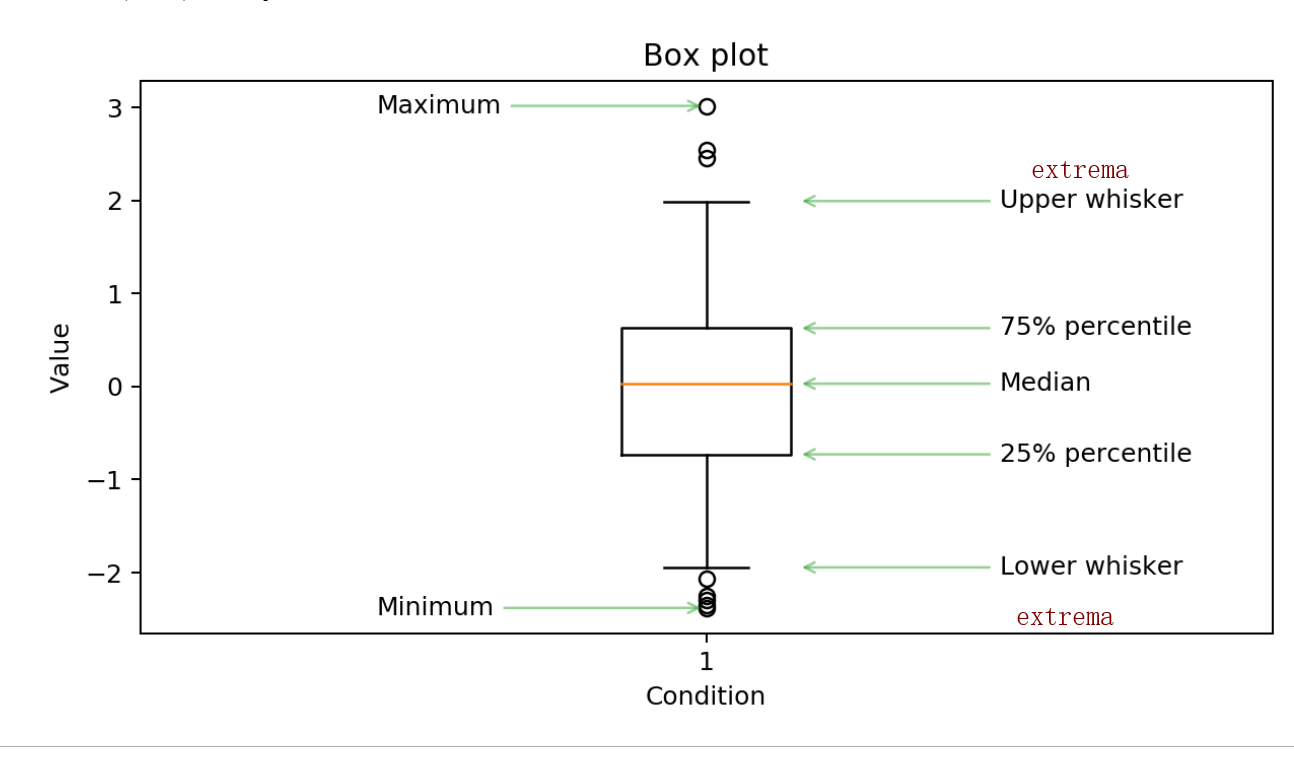 Box plot
Maximum
3
extrema
2
Upper whisker
1
75% percentile
Value
0
Median
25% percentile
−1
Lower whisker
−2
Minimum
extrema
1
Condition